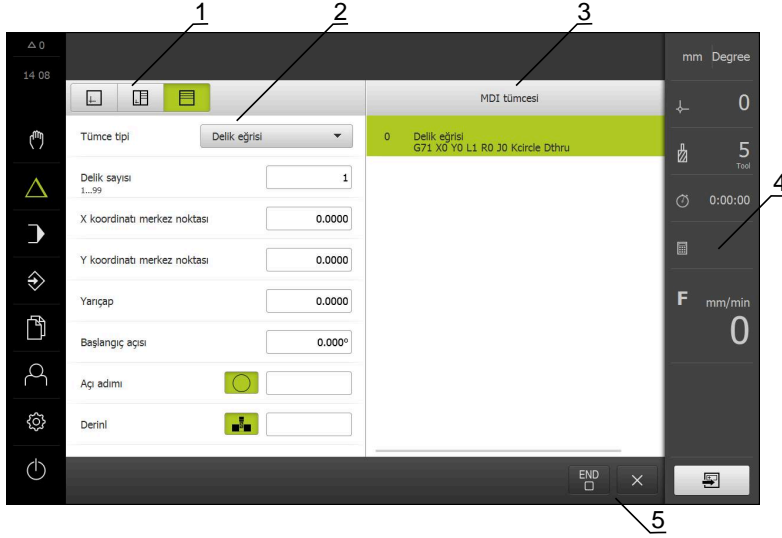 1
2
3
0
14 08
mm Degree
MDI tümcesi
0
Tümce tipi
Delik eğrisi
0 Delik eğrisi
G71 X0 Y0 L1 R0 J0 Kcircle Dthru
5
Tool
Delik sayısı
1...99
1
4
0:00:00
X koordinatı merkez noktası
0.0000
Y koordinatı merkez noktası
0.0000
Yarıçap
0.0000
F mm/min
0
Başlangıç açısı
0.000°
Açı adımı
Derinl
END
5